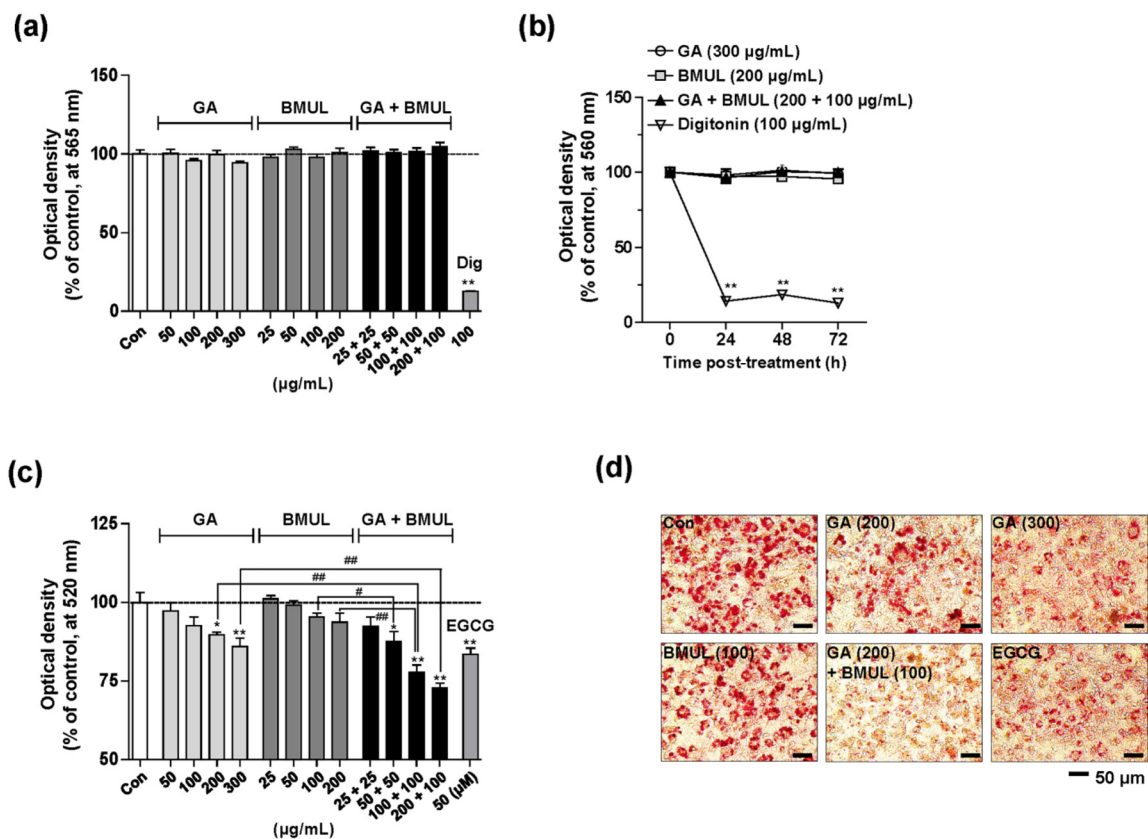 (a)
Optical density
(% of control, at 565 nm)
150
100
50
0
GA
BMUL
GA + BMUL
Dig
**
Con
50
100
200
300
25
50
100
200
25 + 25
50 + 50
100 + 100
200 + 100
100
(µg/mL)
(b)
GA (300 µg/mL)
BMUL (200 µg/mL)
GA + BMUL (200 + 100 µg/mL)
Digitonin (100 µg/mL)
Optical density
(% of control, at 560 nm)
150
100
50
0
**
**
**
0
24
48
72
Time post-treatment (h)
(c)
Optical density
(% of control, at 520 nm)
125
100
75
50
GA
BMUL
GA + BMUL
##
##
#
##
EGCG
*
**
*
**
**
**
Con
50
100
200
300
25
50
100
200
25 + 25
50 + 50
100 + 100
200 + 100
50 (µM)
(µg/mL)
(d)
Con
GA (200)
GA (300)
BMUL (100)
GA (200)
+ BMUL (100)
EGCG
50 µm